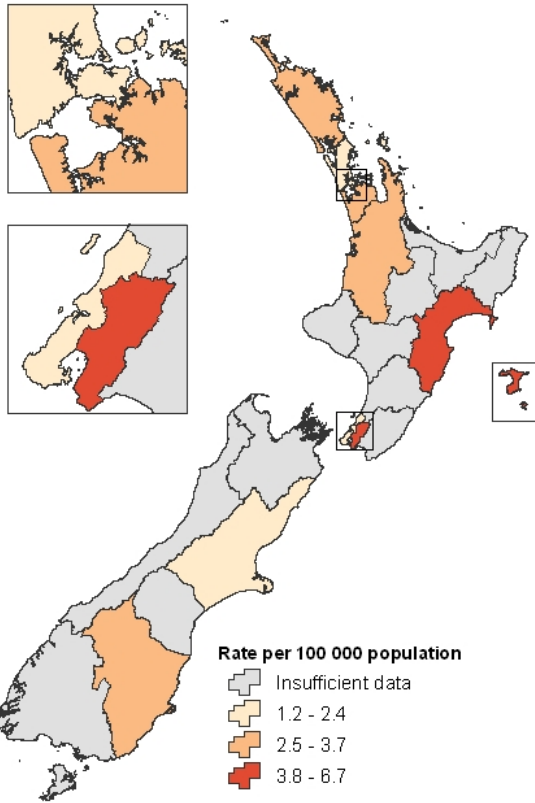 Rate per 100 000 population
Insufficient data
1.2 - 2.4
2.5 - 3.7
3.8 - 6.7